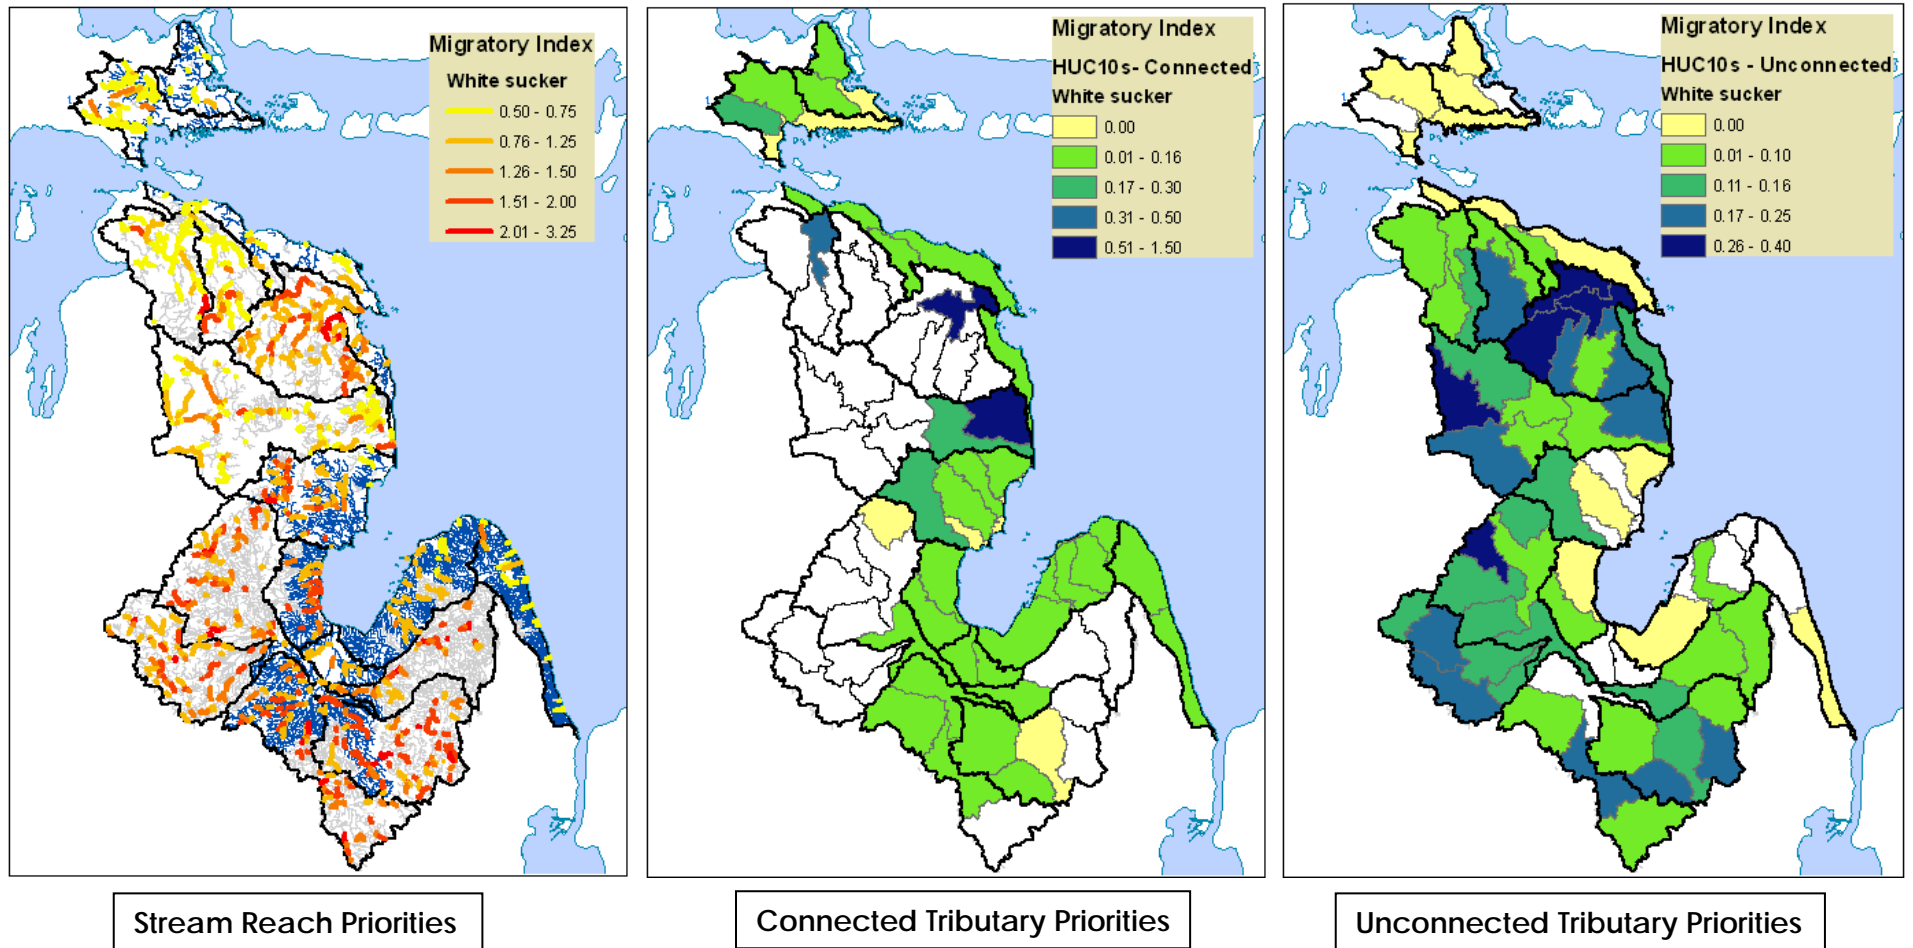 Migratory Index
White sucker
0.50 - 0.75
0.76 - 1.25
1.26 - 1.50
1.51 - 2.00
2.01 - 3.25
Migratory Index
HUC10s- Connected
White sucker
0.00
0.01 - 0.16
0.17 - 0.30
0.31 - 0.50
0.51 - 1.50
Migratory Index
HUC10s - Unconnected
White sucker
0.00
0.01 - 0.10
0.11 - 0.16
0.17 - 0.25
0.26 - 0.40
Stream Reach Priorities
Connected Tributary Priorities
Unconnected Tributary Priorities